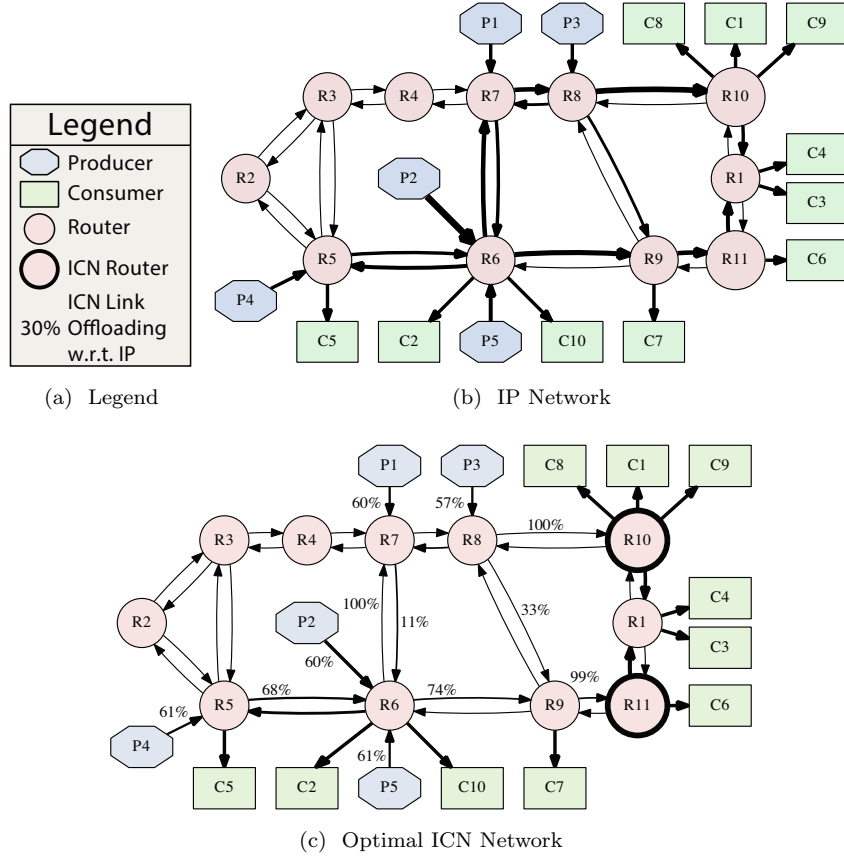 P1
P3
C8
C1
C9
R3
R4
R7
R8
R10
Legend
Producer
Consumer
Router
ICN Router
ICN Link
30% Offloading
w.r.t. IP
R2
P2
R1
C4
C3
R5
R6
R9
R11
C6
P4
C5
C2
P5
C10
C7
(a) Legend
(b) IP Network
P1
P3
C8
C1
C9
60%
57%
R3
R4
R7
R8
100%
R10
R2
P2
100%
11%
33%
R1
C4
C3
60%
R5
68%
R6
74%
R9
99%
R11
C6
61%
P4
61%
C5
C2
P5
C10
C7
(c) Optimal ICN Network